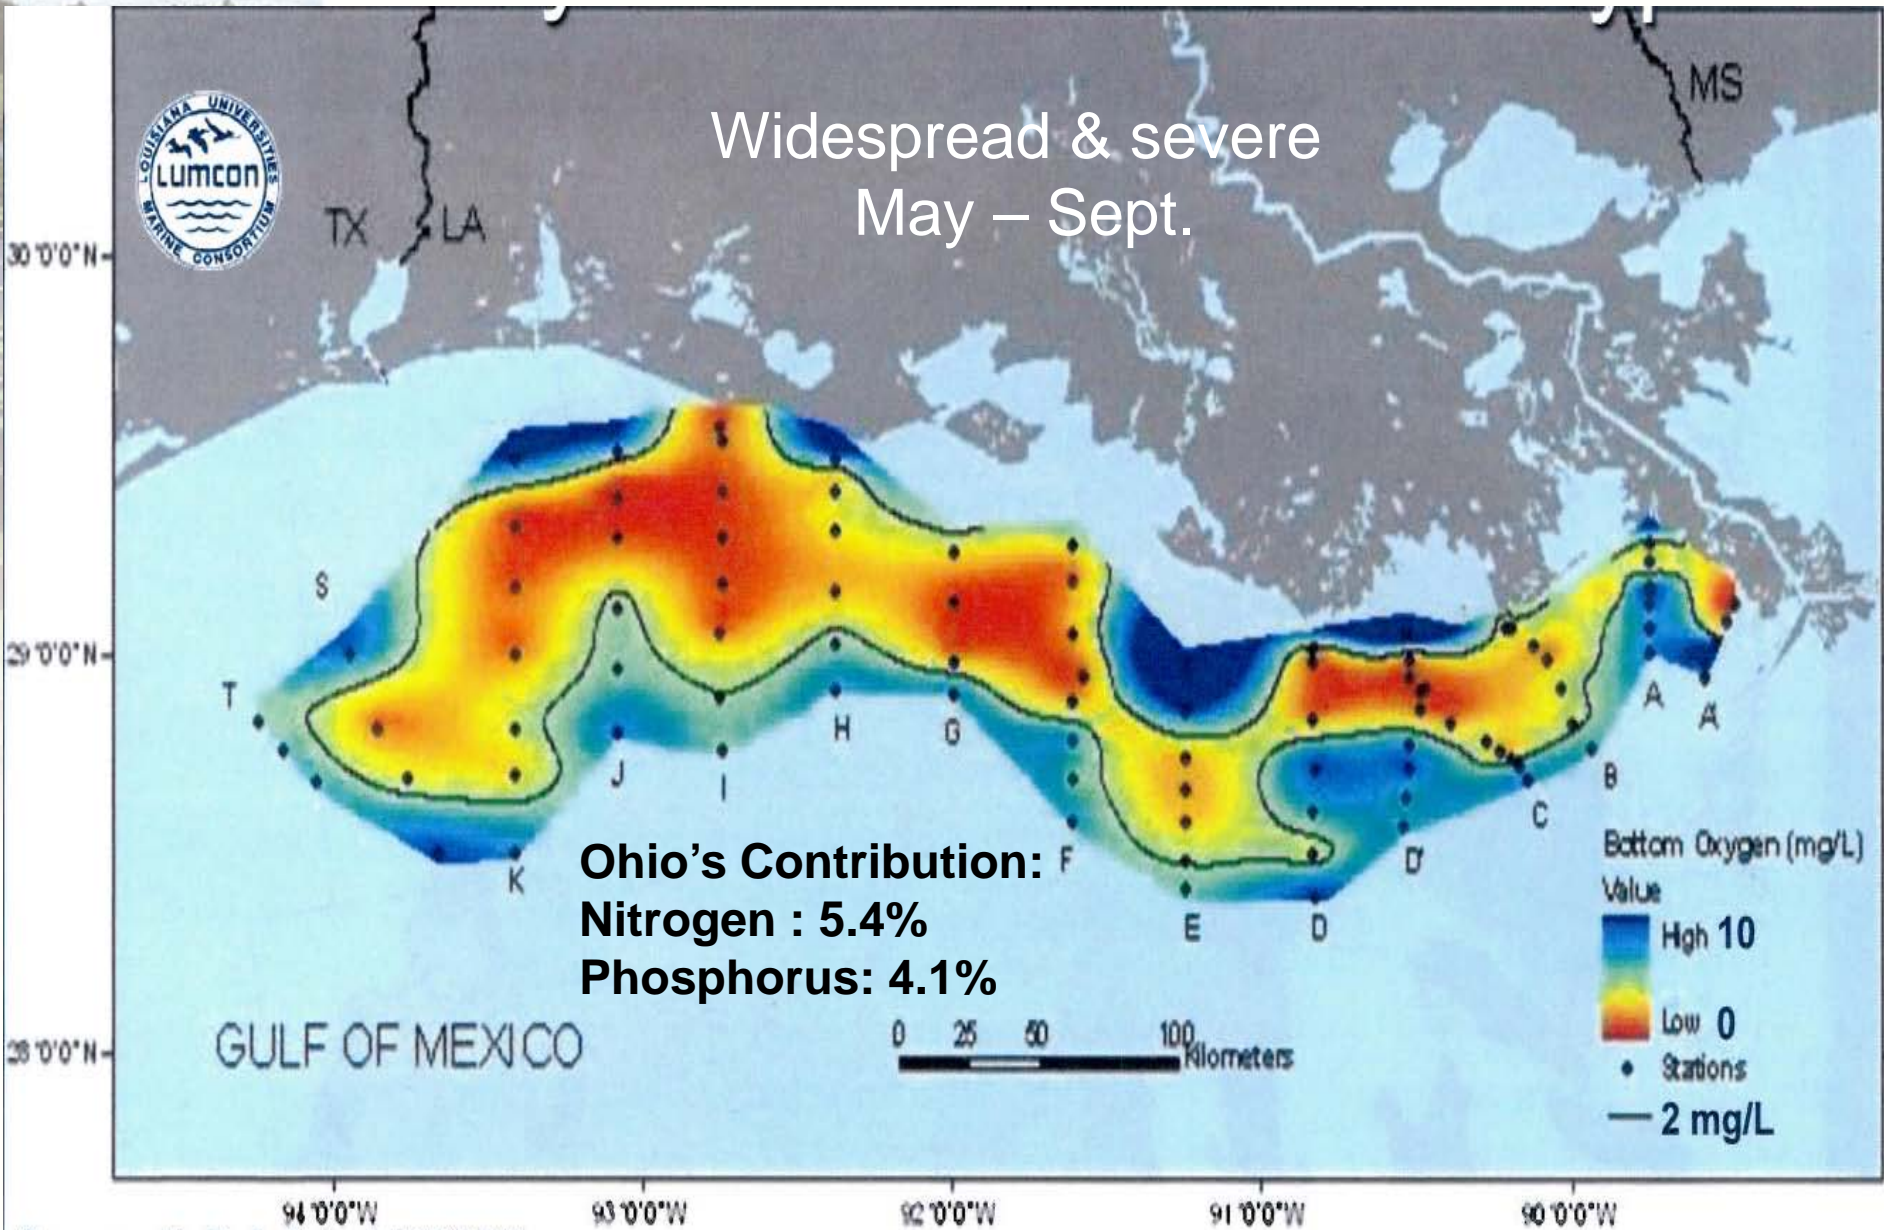 LOUISIANA UNIVERSITIES
LUMCON
MARINE CONSORTIUM
Widespread & severe
May – Sept.
MS
TX
LA
30°0'0"N
29°0'0"N
28°0'0"N
S
T
K
J
I
H
G
F
E
D
D'
C
B
A
A'
Ohio's Contribution:
Nitrogen : 5.4%
Phosphorus: 4.1%
GULF OF MEXICO
0 25 50 100
Kilometers
Bottom Oxygen (mg/L)
Value
High 10
Low 0
Stations
2 mg/L
94°0'0"W 93°0'0"W 92°0'0"W 91°0'0"W 90°0'0"W